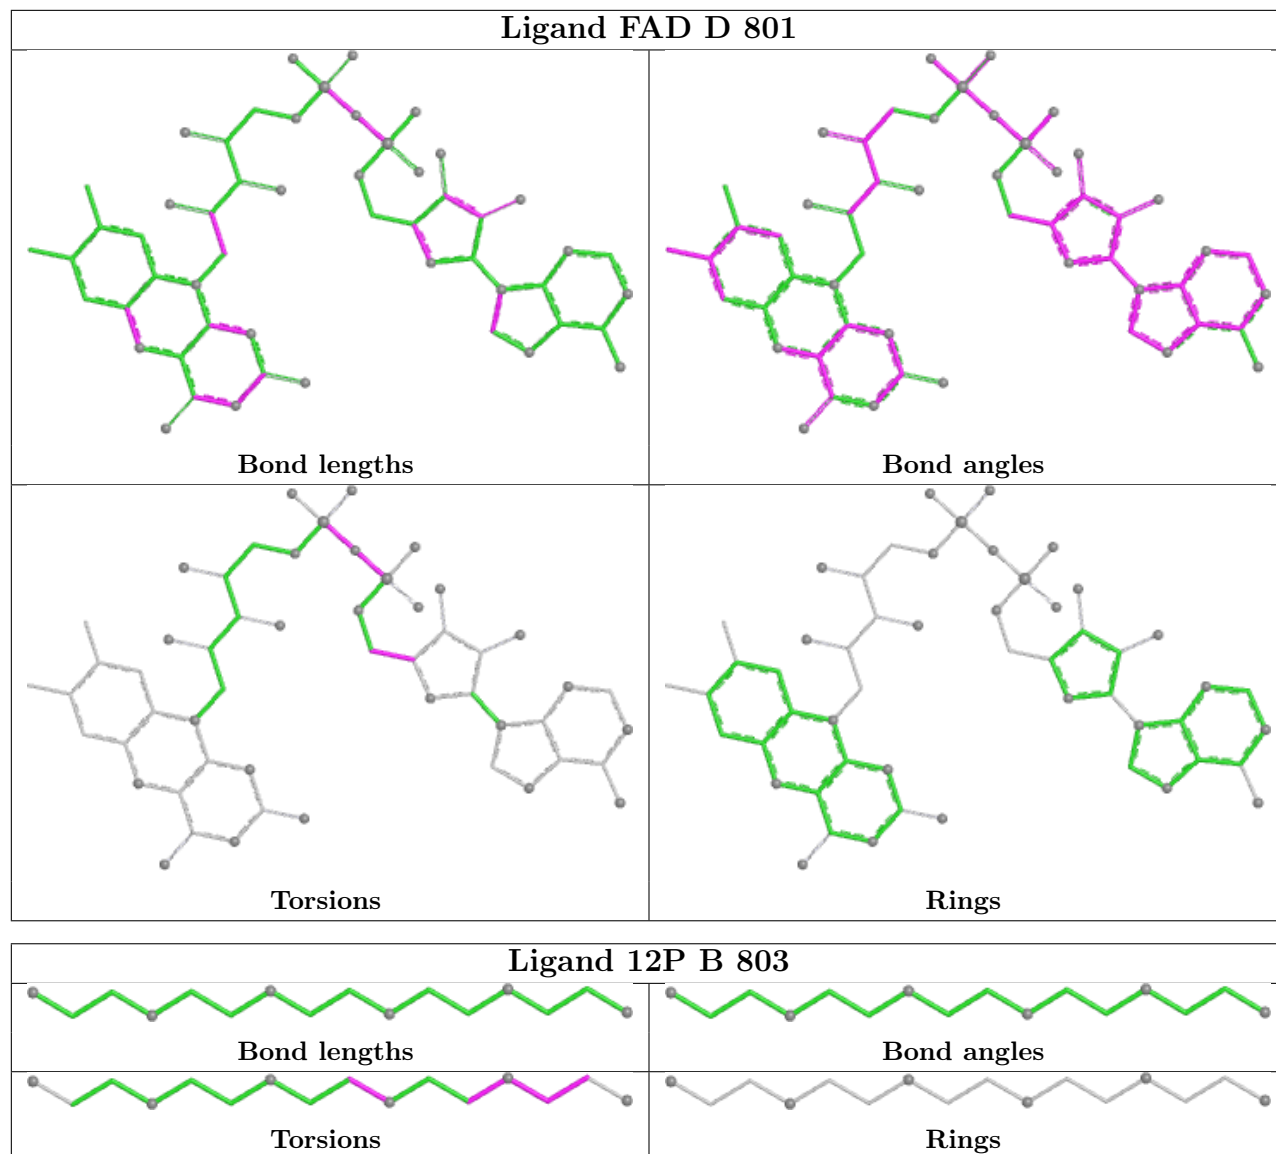 Ligand FAD D 801
Bond lengths
Bond angles
Torsions
Rings
Ligand 12P B 803
Bond lengths
Bond angles
Torsions
Rings